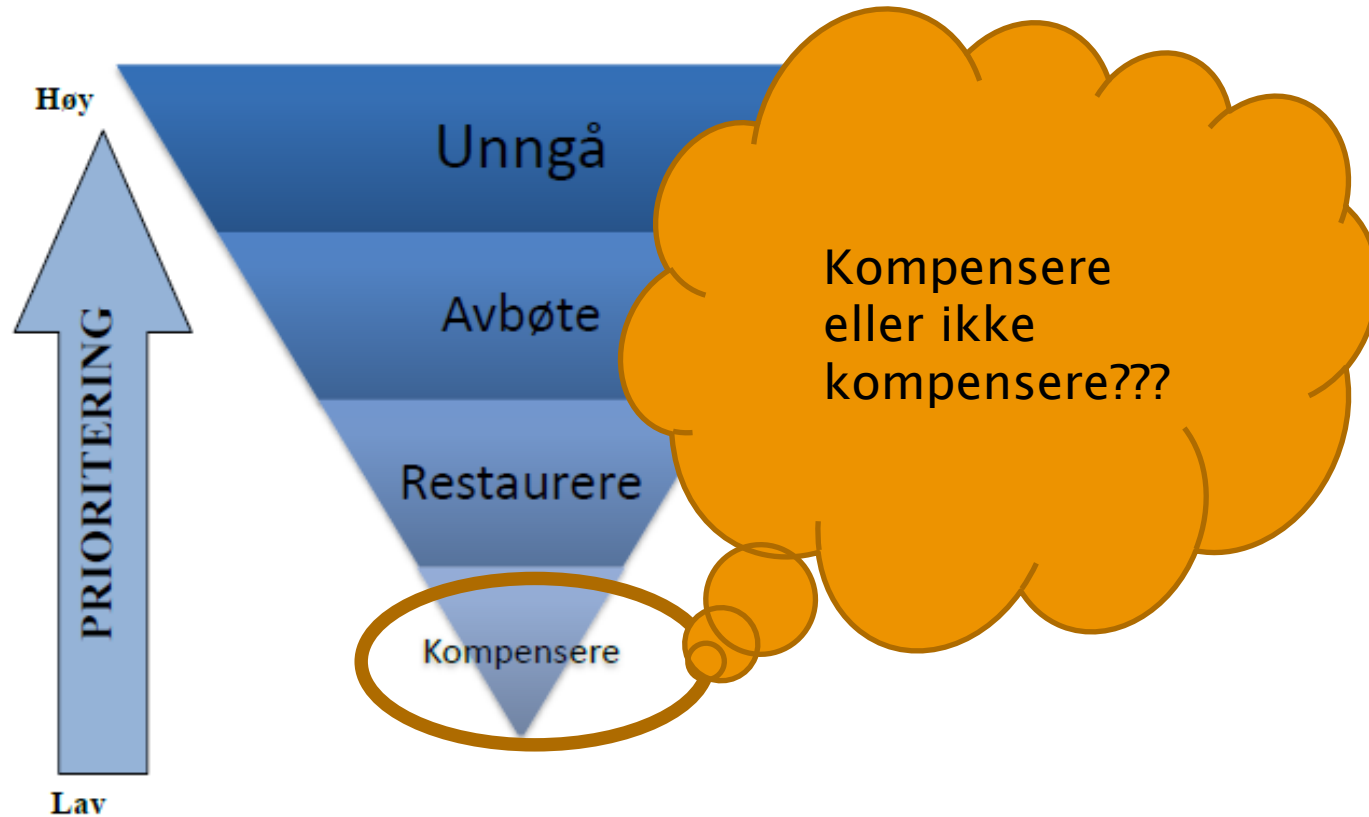 Høy
Unngå
Avbøte
Restaurere
Kompensere
PRIORITERING
Lav
Kompensere
eller ikke
kompensere???